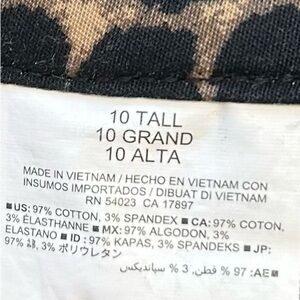 10 TALL
10 GRAND
10 ALTA
MADE IN VIETNAM / HECHO EN VIETNAM CON
INSUMOS IMPORTADOS / DIBUAT DI VIETNAM
RN 54023 CA 17897
■US: 97% COTTON, 3% SPANDEX ■ CA: 97% COTON,
3% ÉLASTHANNE ■ MX: 97% ALGODON, 3%
ELASTANO ■ ID : 97% KAPAS, 3% SPANDEKS ■ JP:
97% 綿, 3% ポリウレタン
■AE: 97 % قطن, 3 % سباندیکس